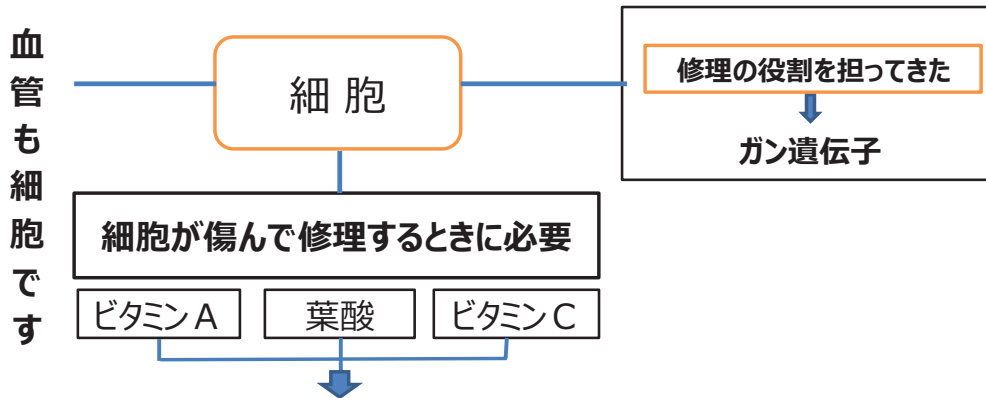 血管も細胞です
細胞
修理の役割を担ってきた
ガン遺伝子
細胞が傷んで修理するときに必要
ビタミンA
葉酸
ビタミンC